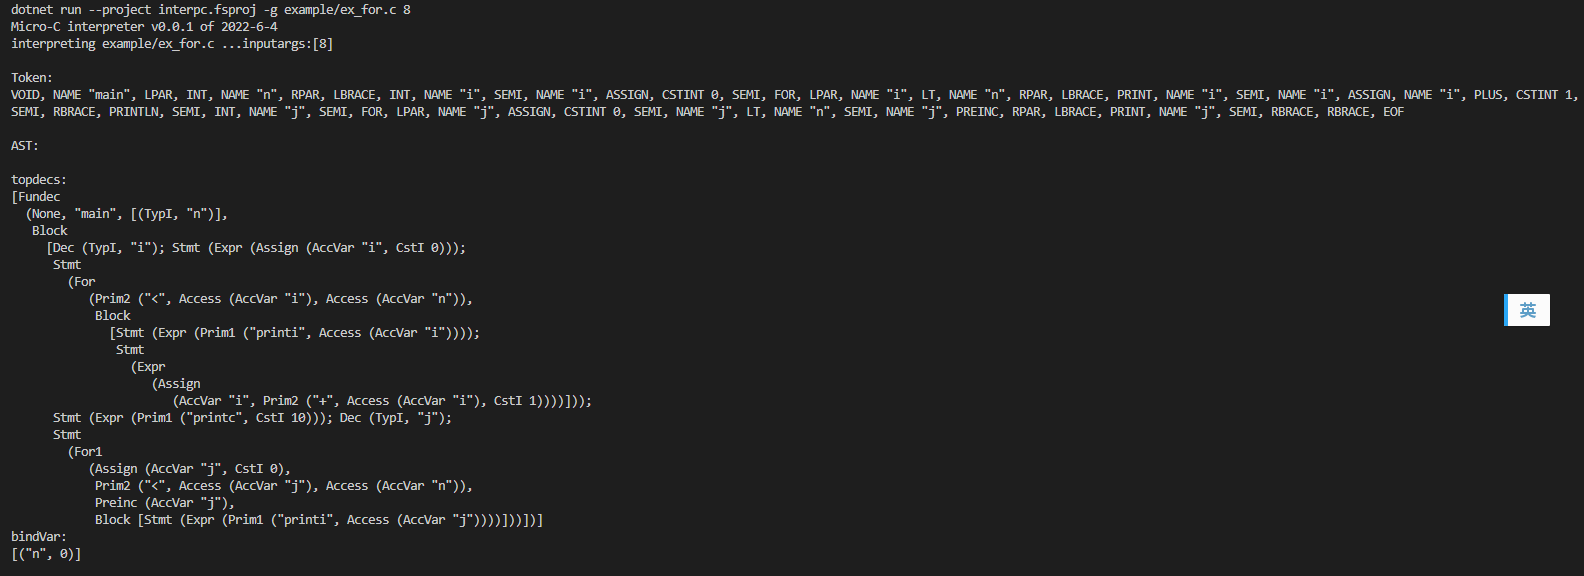 dotnet run --project interpc.fsproj -g example/ex_for.c 8
Micro-C interpreter v0.0.1 of 2022-6-4
interpreting example/ex_for.c ...inputargs:[8]
Token:
VOID, NAME "main", LPAR, INT, NAME "n", RPAR, LBRACE, INT, NAME "i", SEMI, NAME "i", ASSIGN, CSTINT 0, SEMI, FOR, LPAR, NAME "i", LT, NAME "n", RPAR, LBRACE, PRINT, NAME "i", SEMI, NAME "i", ASSIGN, NAME "i", PLUS, CSTINT 1,
SEMI, RBRACE, PRINTLN, SEMI, INT, NAME "j", SEMI, FOR, LPAR, NAME "j", ASSIGN, CSTINT 0, SEMI, NAME "j", LT, NAME "n", SEMI, NAME "j", PREINC, RPAR, LBRACE, PRINT, NAME "j", SEMI, RBRACE, RBRACE, EOF
AST:
topdecs:
[Fundec
(None, "main", [(TypI, "n")],
Block
[Dec (TypI, "i"); Stmt (Expr (Assign (AccVar "i", CstI 0)));
Stmt
(For
(Prim2 ("<", Access (AccVar "i"), Access (AccVar "n")),
Block
[Stmt (Expr (Prim1 ("printi", Access (AccVar "i"))));
Stmt
(Expr
(Assign
(AccVar "i", Prim2 ("+", Access (AccVar "i"), CstI 1))))]));
Stmt (Expr (Prim1 ("printc", CstI 10))); Dec (TypI, "j");
Stmt
(For1
(Assign (AccVar "j", CstI 0),
Prim2 ("<", Access (AccVar "j"), Access (AccVar "n")),
Preinc (AccVar "j"),
Block [Stmt (Expr (Prim1 ("printi", Access (AccVar "j"))))]))])]
bindVar:
[("n", 0)]
英